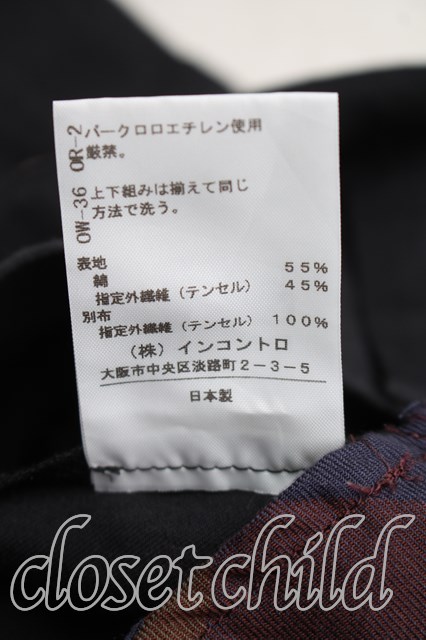 OR-2 パークロロエチレン使用
厳禁。
OW-36 上下組みは揃えて同じ
方法で洗う。
表地
綿 55%
指定外繊維（テンセル） 45%
別布
指定外繊維（テンセル） 100%
（株）インコントロ
大阪市中央区淡路町2-3-5
日本製
closet child